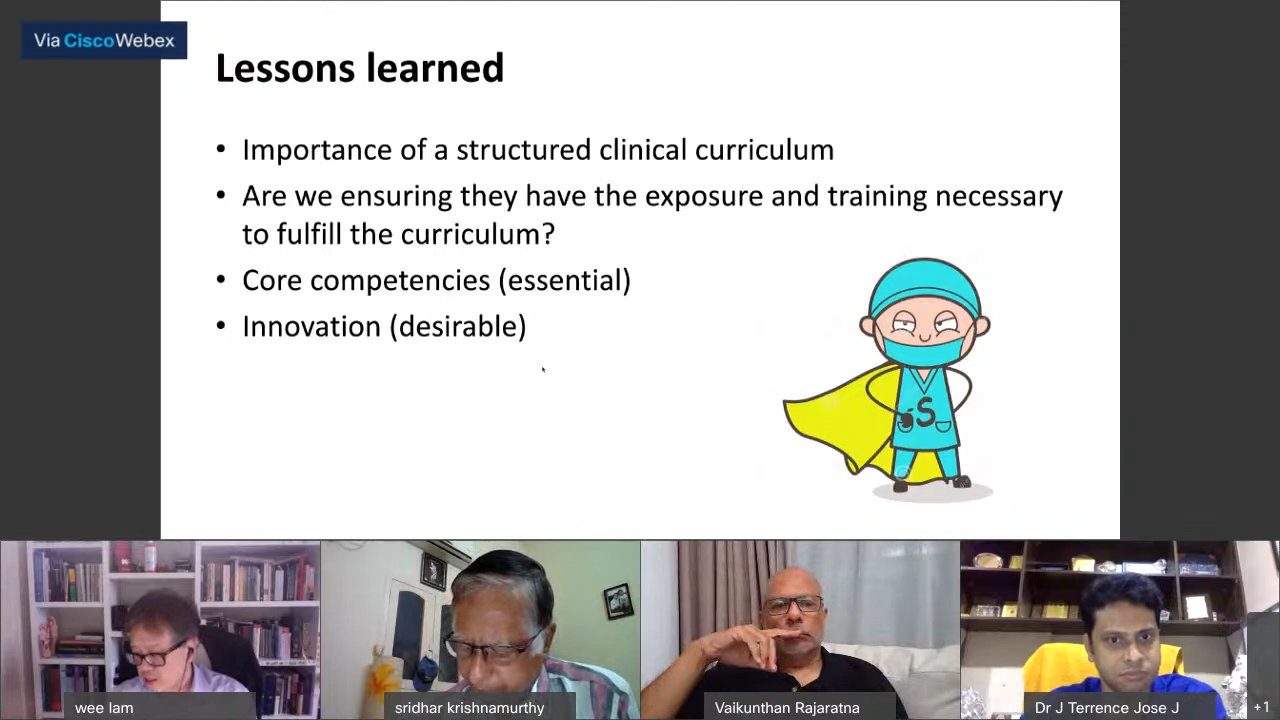 Via CiscoWebex
Lessons learned
• Importance of a structured clinical curriculum
• Are we ensuring they have the exposure and training necessary
to fulfill the curriculum?
• Core competencies (essential)
• Innovation (desirable)
S
wee lam
sridhar krishnamurthy
Vaikunthan Rajaratna
Dr J Terrence Jose J
+1